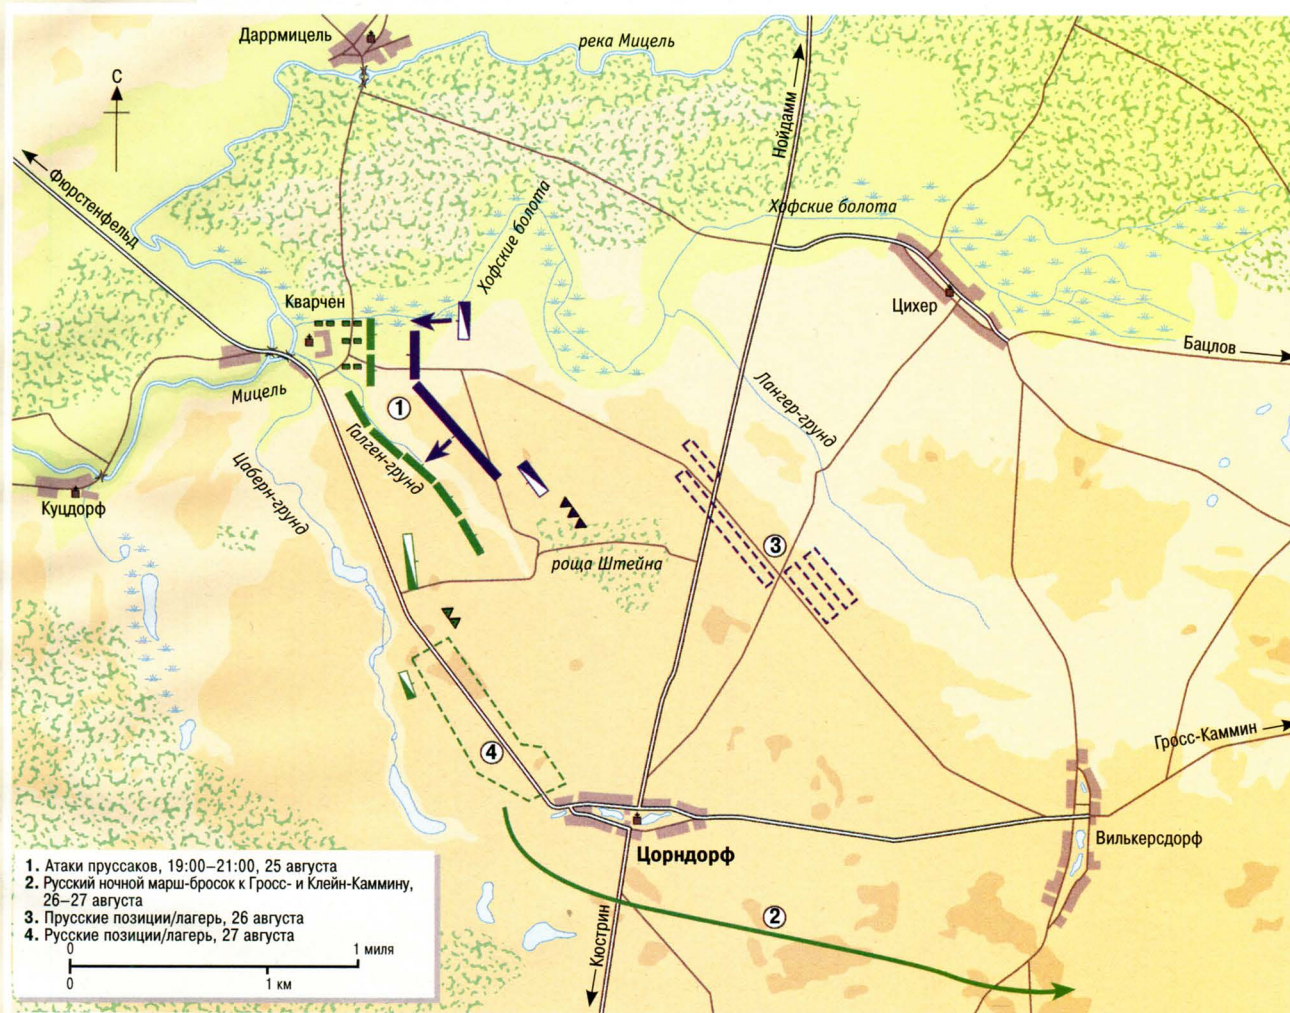 Даррмицель
река Мицель
С
Нойдамм
Фюрстенфельд
Хофские болота
Хофские болота
Кварчен
Цихер
Бацлов
Мицель
1
Лангер-грунд
Галген-грунд
Цаберн-грунд
Куцдорф
3
роща Штейна
4
Гросс-Каммин
Вилькерсдорф
Цорндорф
2
Кюстрин
1. Атаки пруссаков, 19:00–21:00, 25 августа
2. Русский ночной марш-бросок к Гросс- и Клейн-Каммину,
26–27 августа
3. Прусские позиции/лагерь, 26 августа
4. Русские позиции/лагерь, 27 августа
0 1 миля
0 1 км